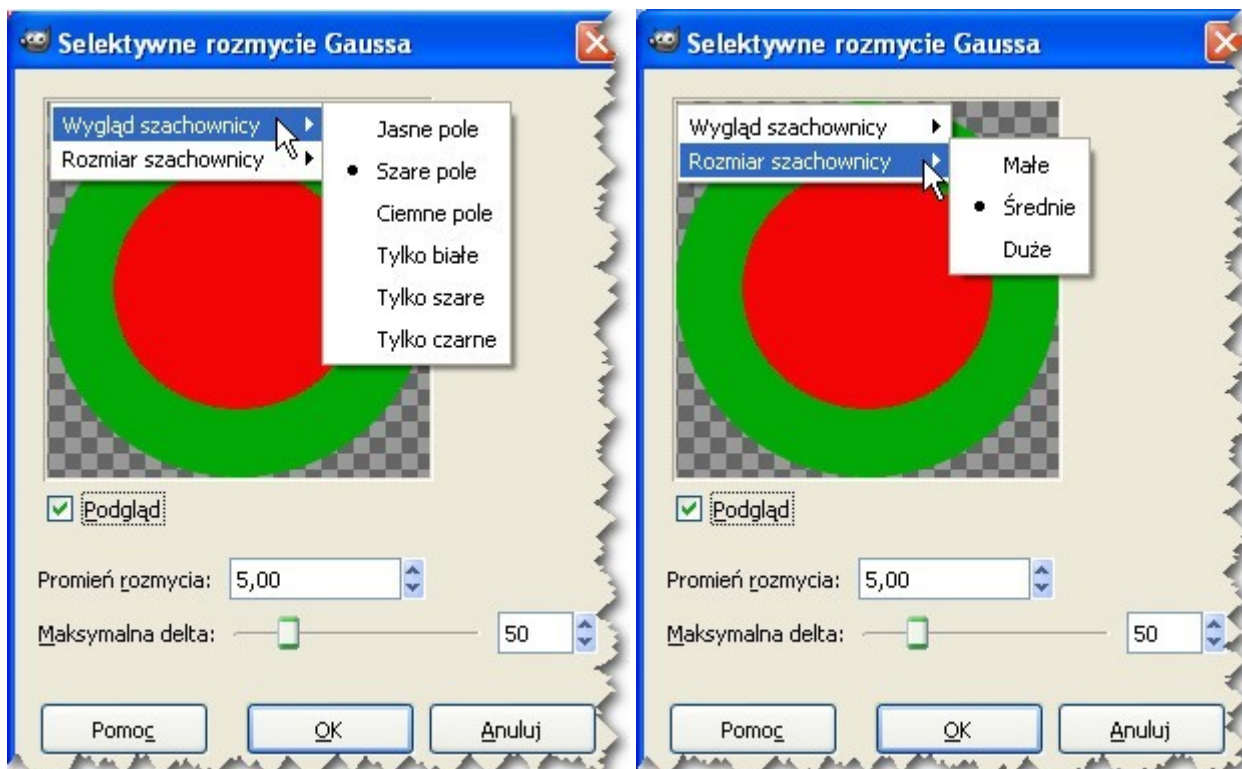 Selektywne rozmycie Gaussa
Wygląd szachownicy
Rozmiar szachownicy
Jasne pole
Szare pole
Ciemne pole
Tylko białe
Tylko szare
Tylko czarne
Podgląd
Promień rozmycia: 5,00
Maksymalna delta: 50
Pomoc OK Anuluj
Selektywne rozmycie Gaussa
Wygląd szachownicy
Rozmiar szachownicy
Małe
Średnie
Duże
Podgląd
Promień rozmycia: 5,00
Maksymalna delta: 50
Pomoc OK Anuluj